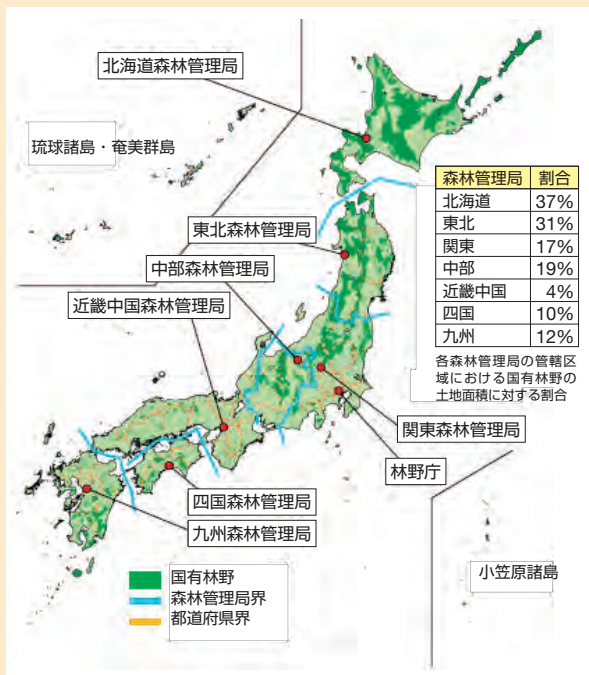 北海道森林管理局
琉球諸島・奄美群島
森林管理局 割合
北海道 37%
東北 31%
関東 17%
中部 19%
近畿中国 4%
四国 10%
九州 12%
各森林管理局の管轄区
域における国有林野の
土地面積に対する割合
東北森林管理局
中部森林管理局
近畿中国森林管理局
関東森林管理局
林野庁
四国森林管理局
九州森林管理局
小笠原諸島
国有林野
森林管理局界
都道府県界